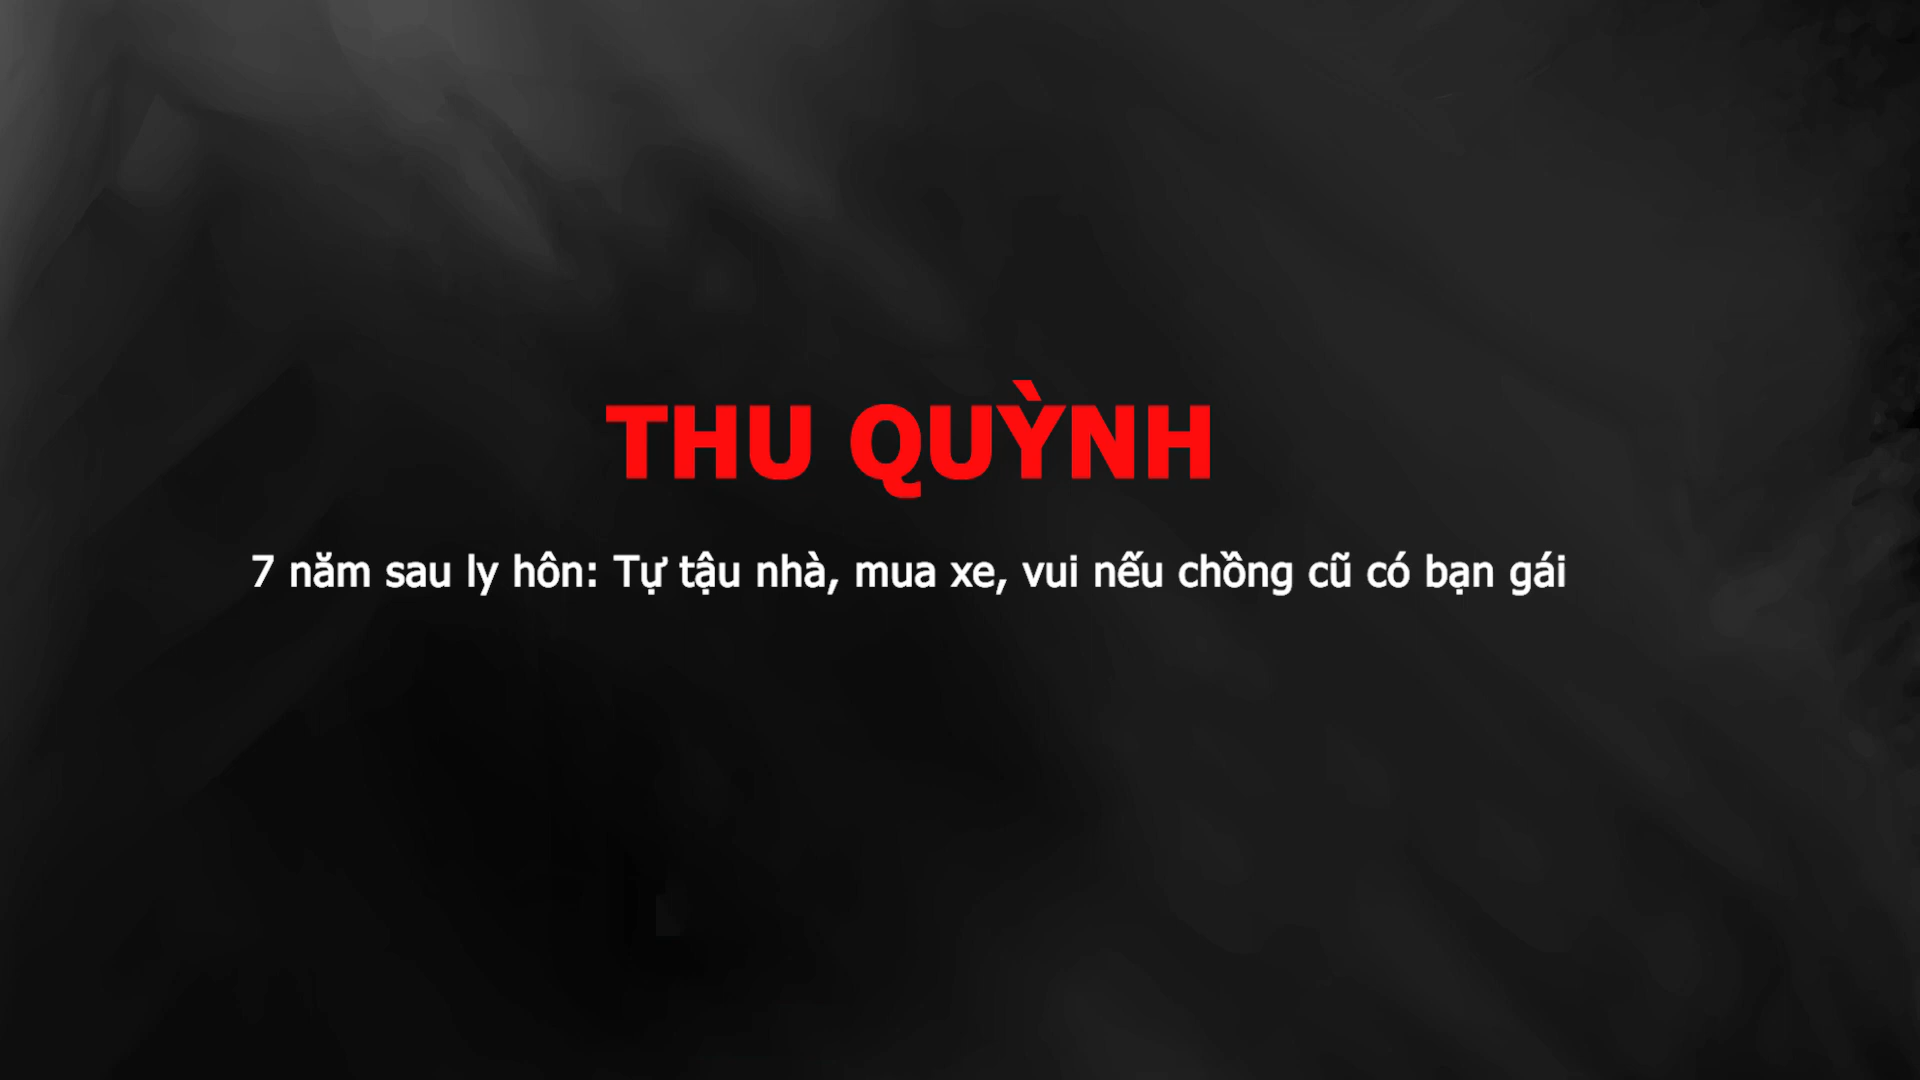 THU QUỲNH
7 năm sau ly hôn: Tự tậu nhà, mua xe, vui nếu chồng cũ có bạn gái